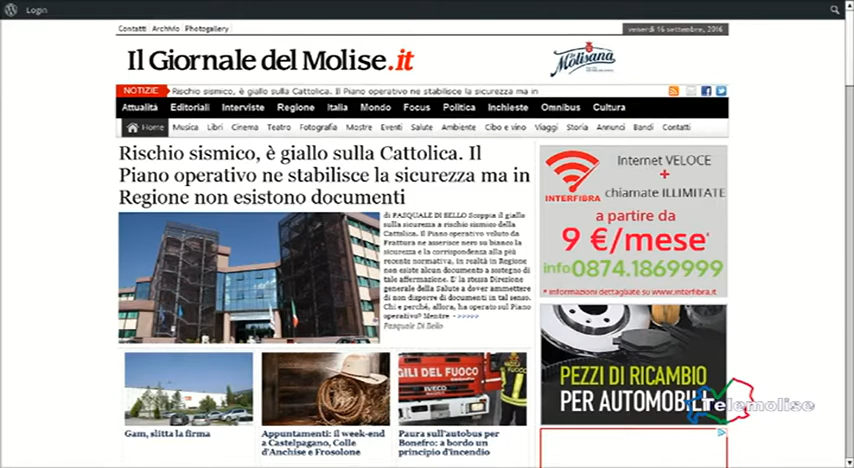 Login
Contatti Archivio Photogallery
venerdì 16 settembre, 2016
Il Giornale del Molise.it
La Molisana
NOTIZIE
Rischio sismico, è giallo sulla Cattolica. Il Piano operativo ne stabilisce la sicurezza ma in
Attualità Editoriali Interviste Regione Italia Mondo Focus Politica Inchieste Omnibus Cultura
Home Musica Libri Cinema Teatro Fotografia Mostre Eventi Salute Ambiente Cibo e vino Viaggi Storia Annunci Bandi Contatti
Rischio sismico, è giallo sulla Cattolica. Il
Piano operativo ne stabilisce la sicurezza ma in
Regione non esistono documenti
di PASQUALE DI BELLO Scoppia il giallo
sulla sicurezza a rischio sismico della
Cattolica. Il Piano operativo voluto da
Frattura ne asserisce nero su bianco la
sicurezza e la corrispondenza alla più
recente normativa, in realtà in Regione
non esiste alcun documento a sostegno di
tale affermazione. E' la stessa Direzione
generale della Salute a dover ammettere
di non disporre di documenti in tal senso.
Chi e perché, allora, ha operato sul Piano
operativo? Mentre - >>>>>
Pasquale Di Bello
INTERFIBRA
Internet VELOCE
+
chiamate ILLIMITATE
a partire da
9 €/mese*
info0874.1869999
*informazioni dettagliate su www.interfibra.it
PEZZI DI RICAMBIO
PER AUTOMOBILI
Telemolise
VIGILI DEL FUOCO
IVECO
VIGILI
FUOCO
Gam, slitta la firma
Appuntamenti: il week-end
a Castelpagano, Colle
d'Anchise e Frosolone
Paura sull'autobus per
Bonefro: a bordo un
principio d'incendio